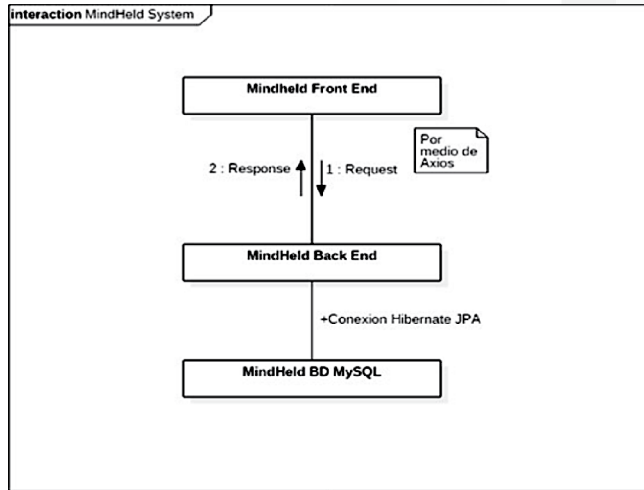 interaction MindHeld System
Mindheld Front End
Por
medio de
Axios
2 : Response
1 : Request
MindHeld Back End
+Conexion Hibernate JPA
MindHeld BD MySQL